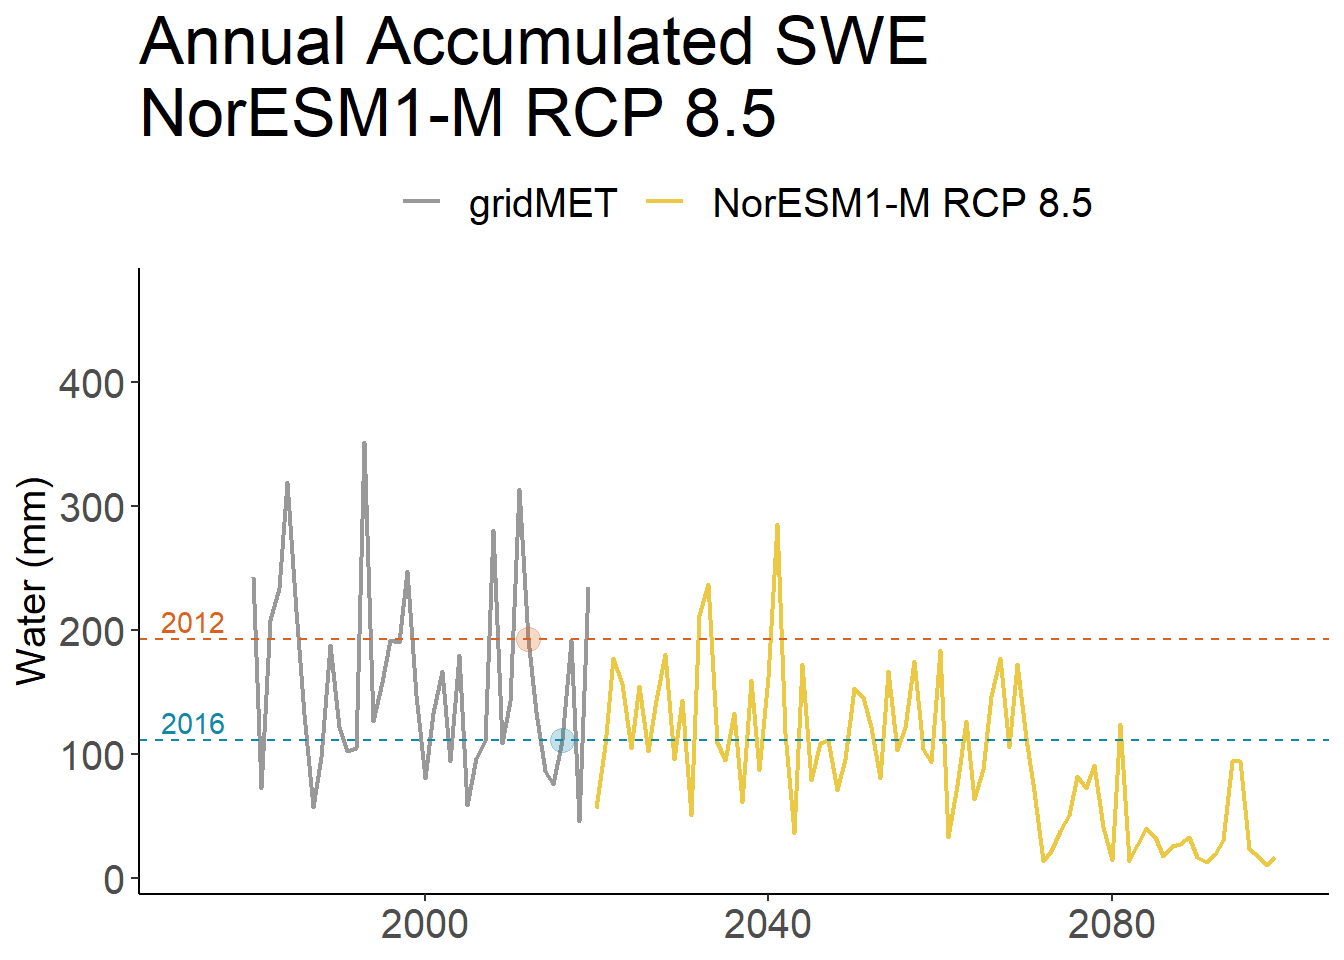 Annual Accumulated SWE
NorESM1-M RCP 8.5
gridMET NorESM1-M RCP 8.5
400
300
200
100
0
Water (mm)
2012
2016
2000 2040 2080